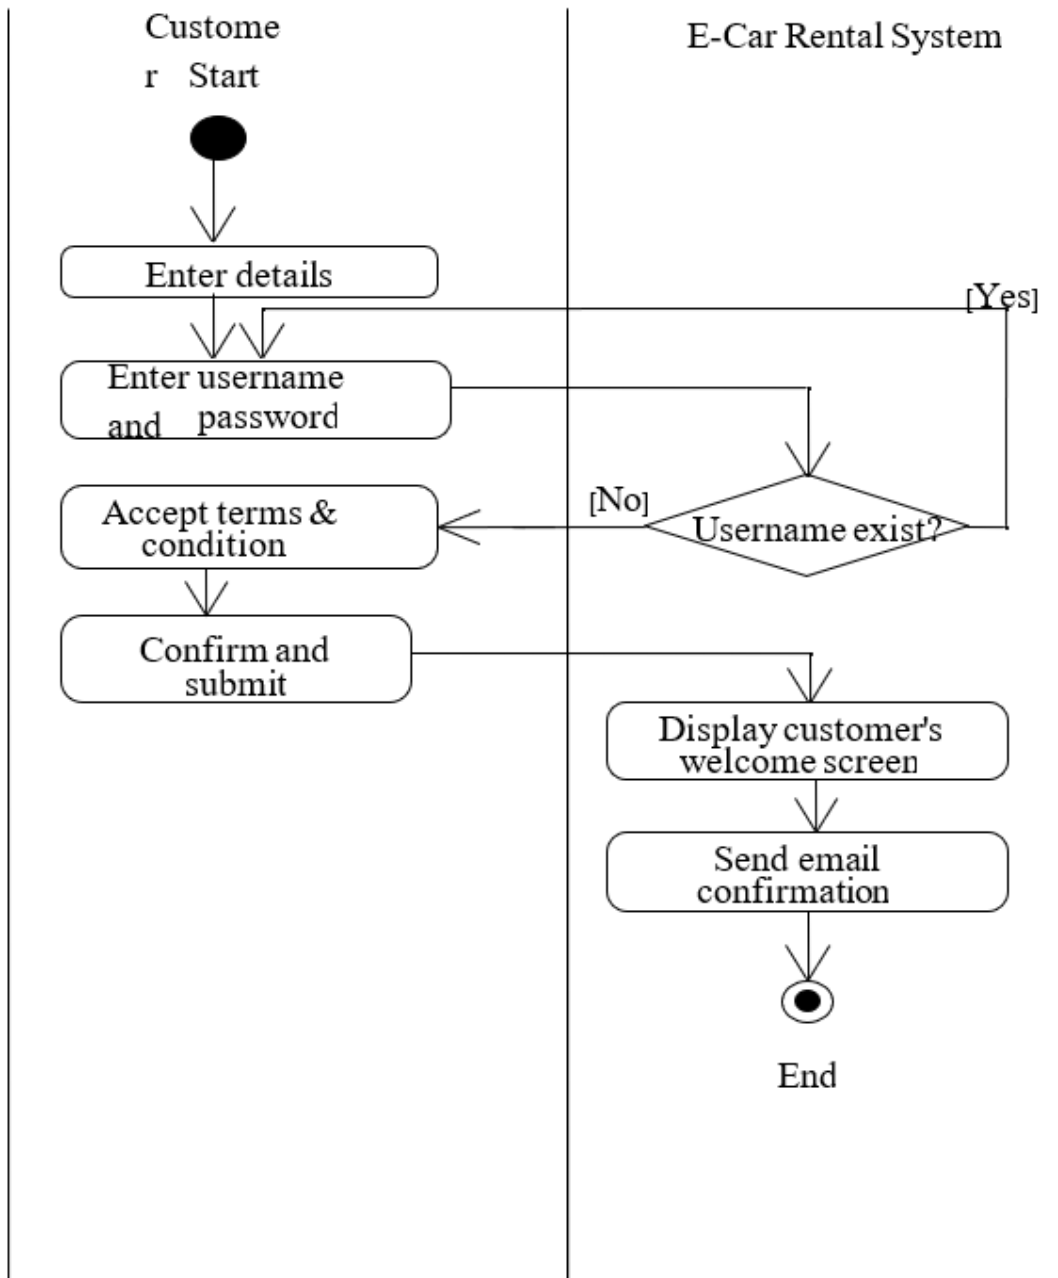 Custome
r Start
E-Car Rental System
Enter details
[Yes]
Enter username
and password
[No]
Username exist?
Accept terms &
condition
Confirm and
submit
Display customer's
welcome screen
Send email
confirmation
End